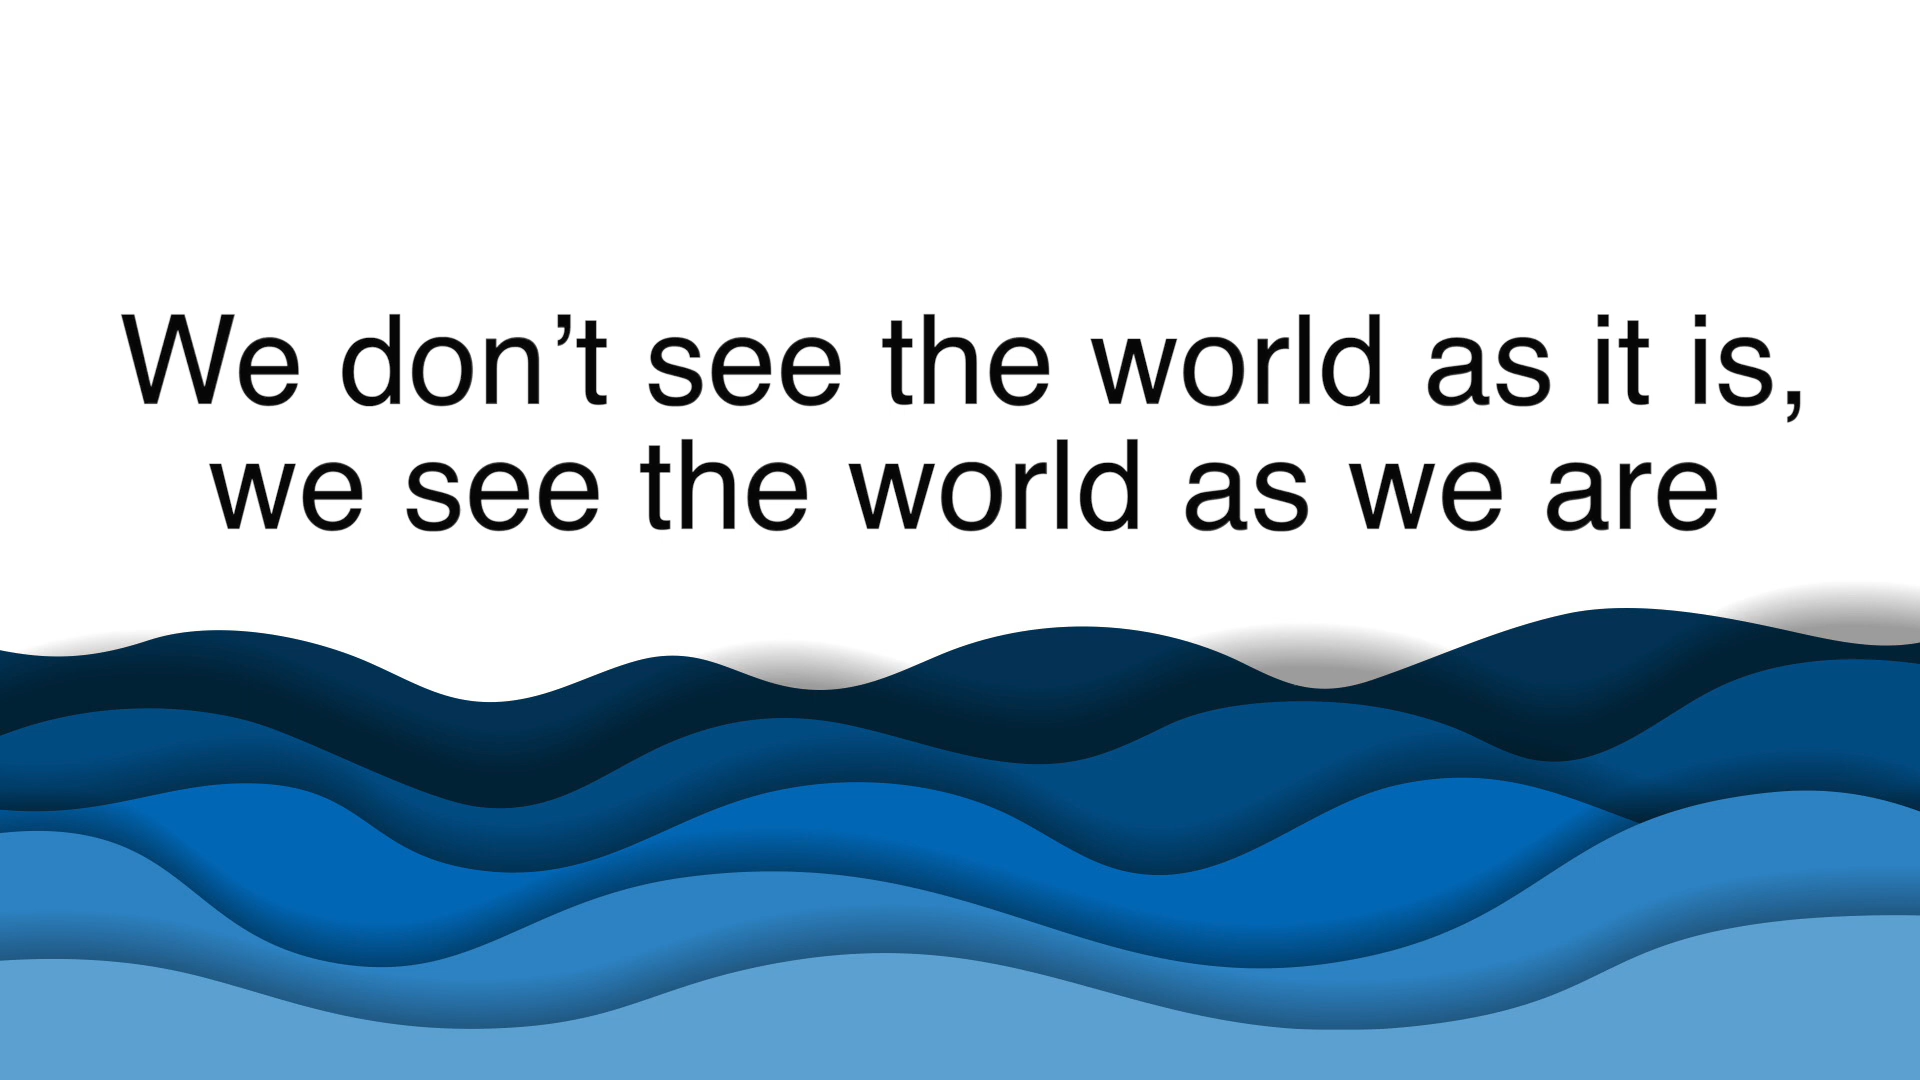 We don’t see the world as it is,
we see the world as we are